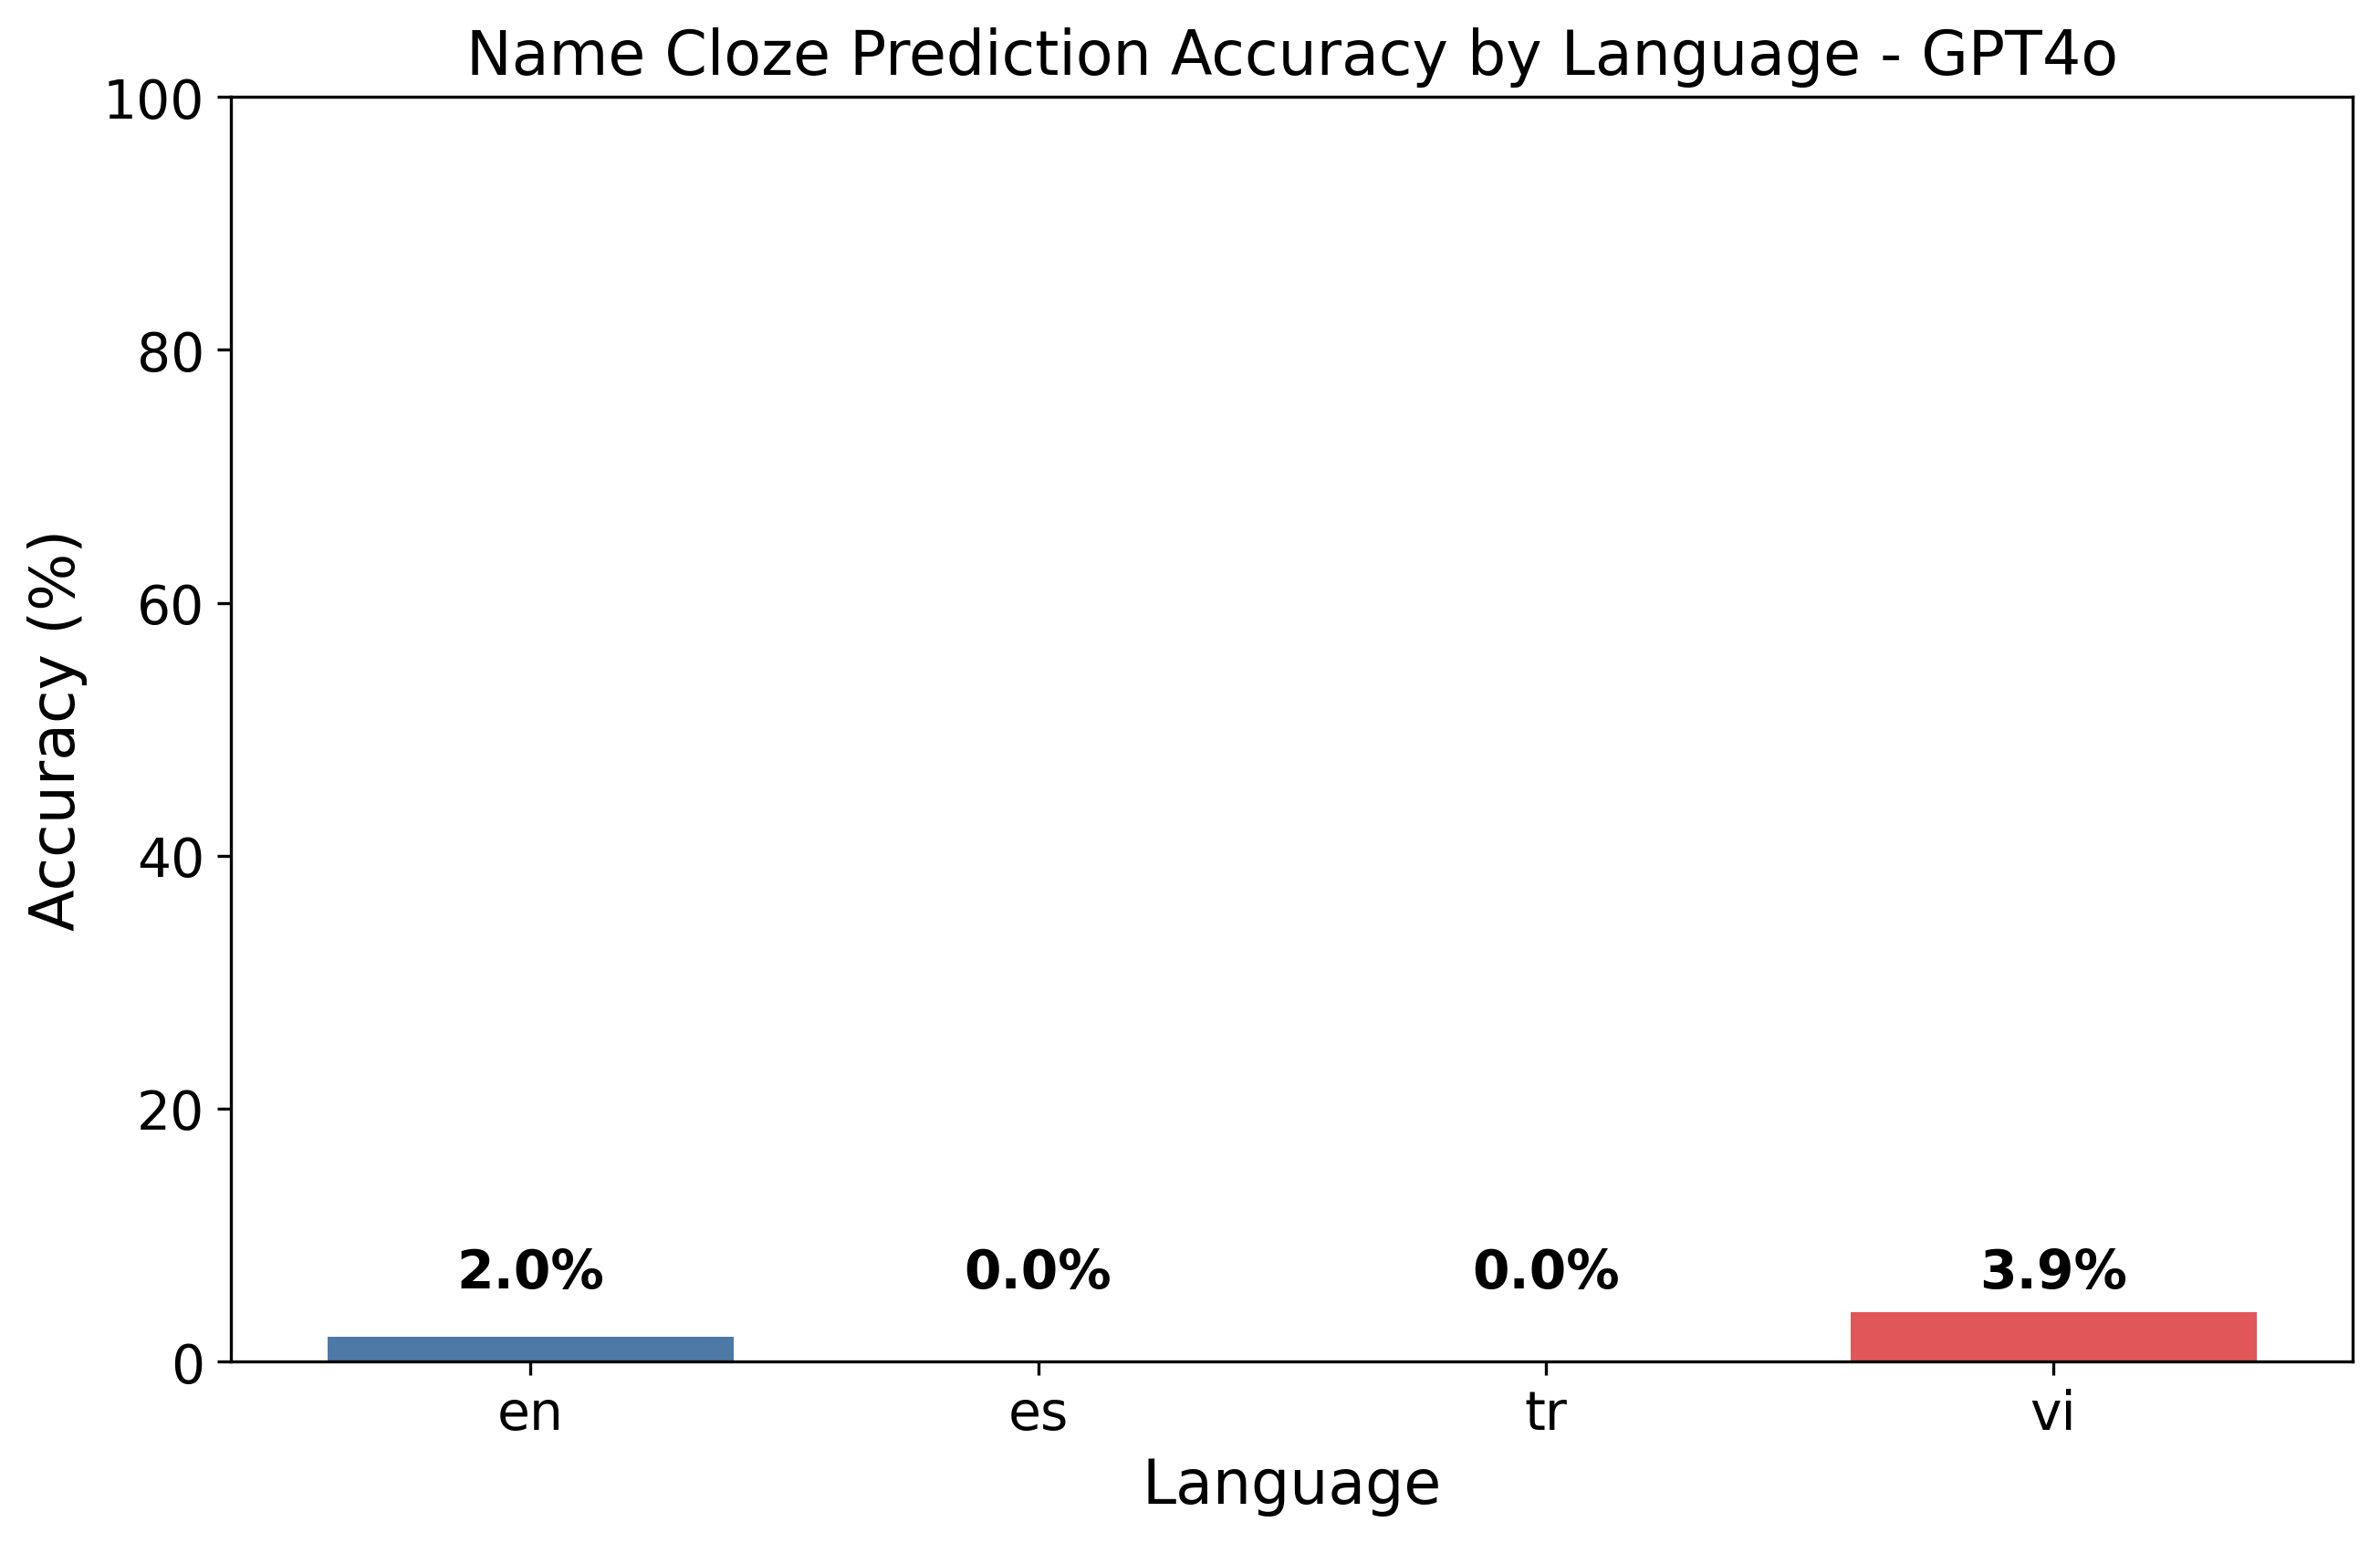 Name Cloze Prediction Accuracy by Language - GPT4o
Accuracy (%)
100
80
60
40
20
0
2.0%
0.0%
0.0%
3.9%
en
es
tr
vi
Language